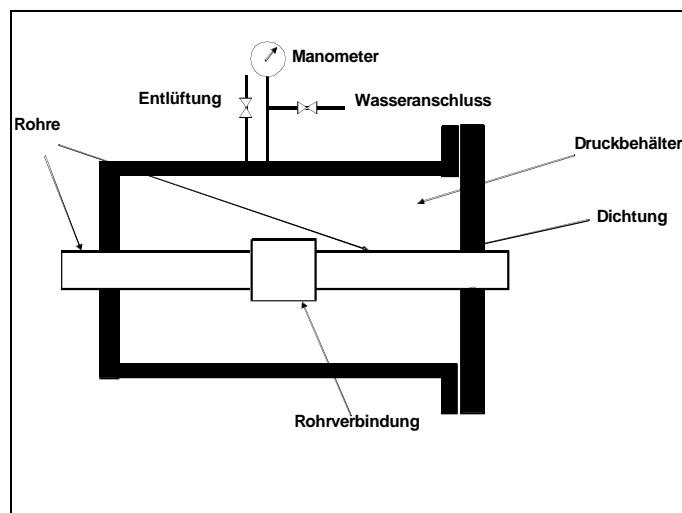 Manometer
Entlüftung
Wasseranschluss
Rohre
Druckbehälter
Dichtung
Rohrverbindung